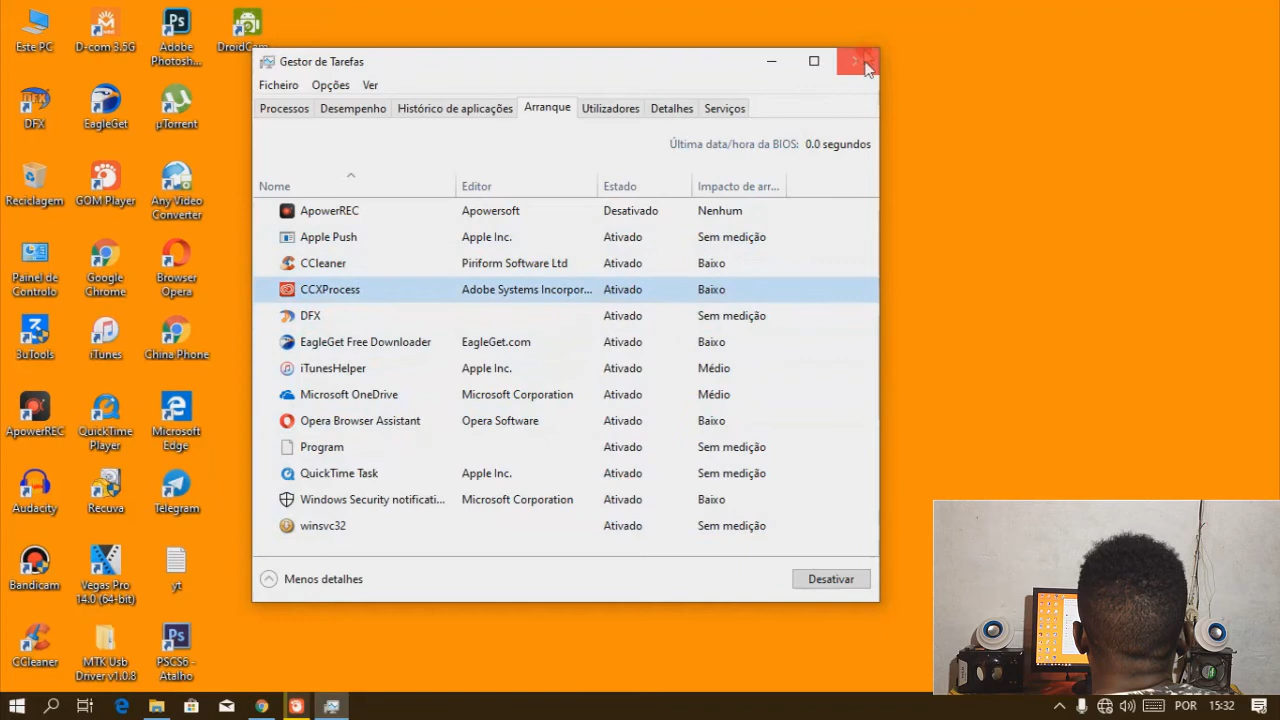 Este PC
D-com 3.5G
Adobe
Photosh...
DroidCam
DFX
EagleGet
µTorrent
Reciclagem
GOM Player
Any Video
Converter
Painel de
Controlo
Google
Chrome
Browser
Opera
3uTools
iTunes
China Phone
ApowerREC
QuickTime
Player
Microsoft
Edge
Audacity
Recuva
Telegram
Bandicam
Vegas Pro
14.0 (64-bit)
yt
CCleaner
MTK Usb
Driver v1.0.8
PSCS6 -
Atalho
Gestor de Tarefas
Ficheiro Opções Ver
Processos Desempenho Histórico de aplicações Arranque Utilizadores Detalhes Serviços
Última data/hora da BIOS: 0.0 segundos
Nome Editor Estado Impacto de arr...
ApowerREC Apowersoft Desativado Nenhum
Apple Push Apple Inc. Ativado Sem medição
CCleaner Piriform Software Ltd Ativado Baixo
CCXProcess Adobe Systems Incorpor... Ativado Baixo
DFX Ativado Sem medição
EagleGet Free Downloader EagleGet.com Ativado Baixo
iTunesHelper Apple Inc. Ativado Médio
Microsoft OneDrive Microsoft Corporation Ativado Médio
Opera Browser Assistant Opera Software Ativado Baixo
Program Ativado Sem medição
QuickTime Task Apple Inc. Ativado Sem medição
Windows Security notificati... Microsoft Corporation Ativado Baixo
winsvc32 Ativado Sem medição
Menos detalhes Desativar
POR 15:32